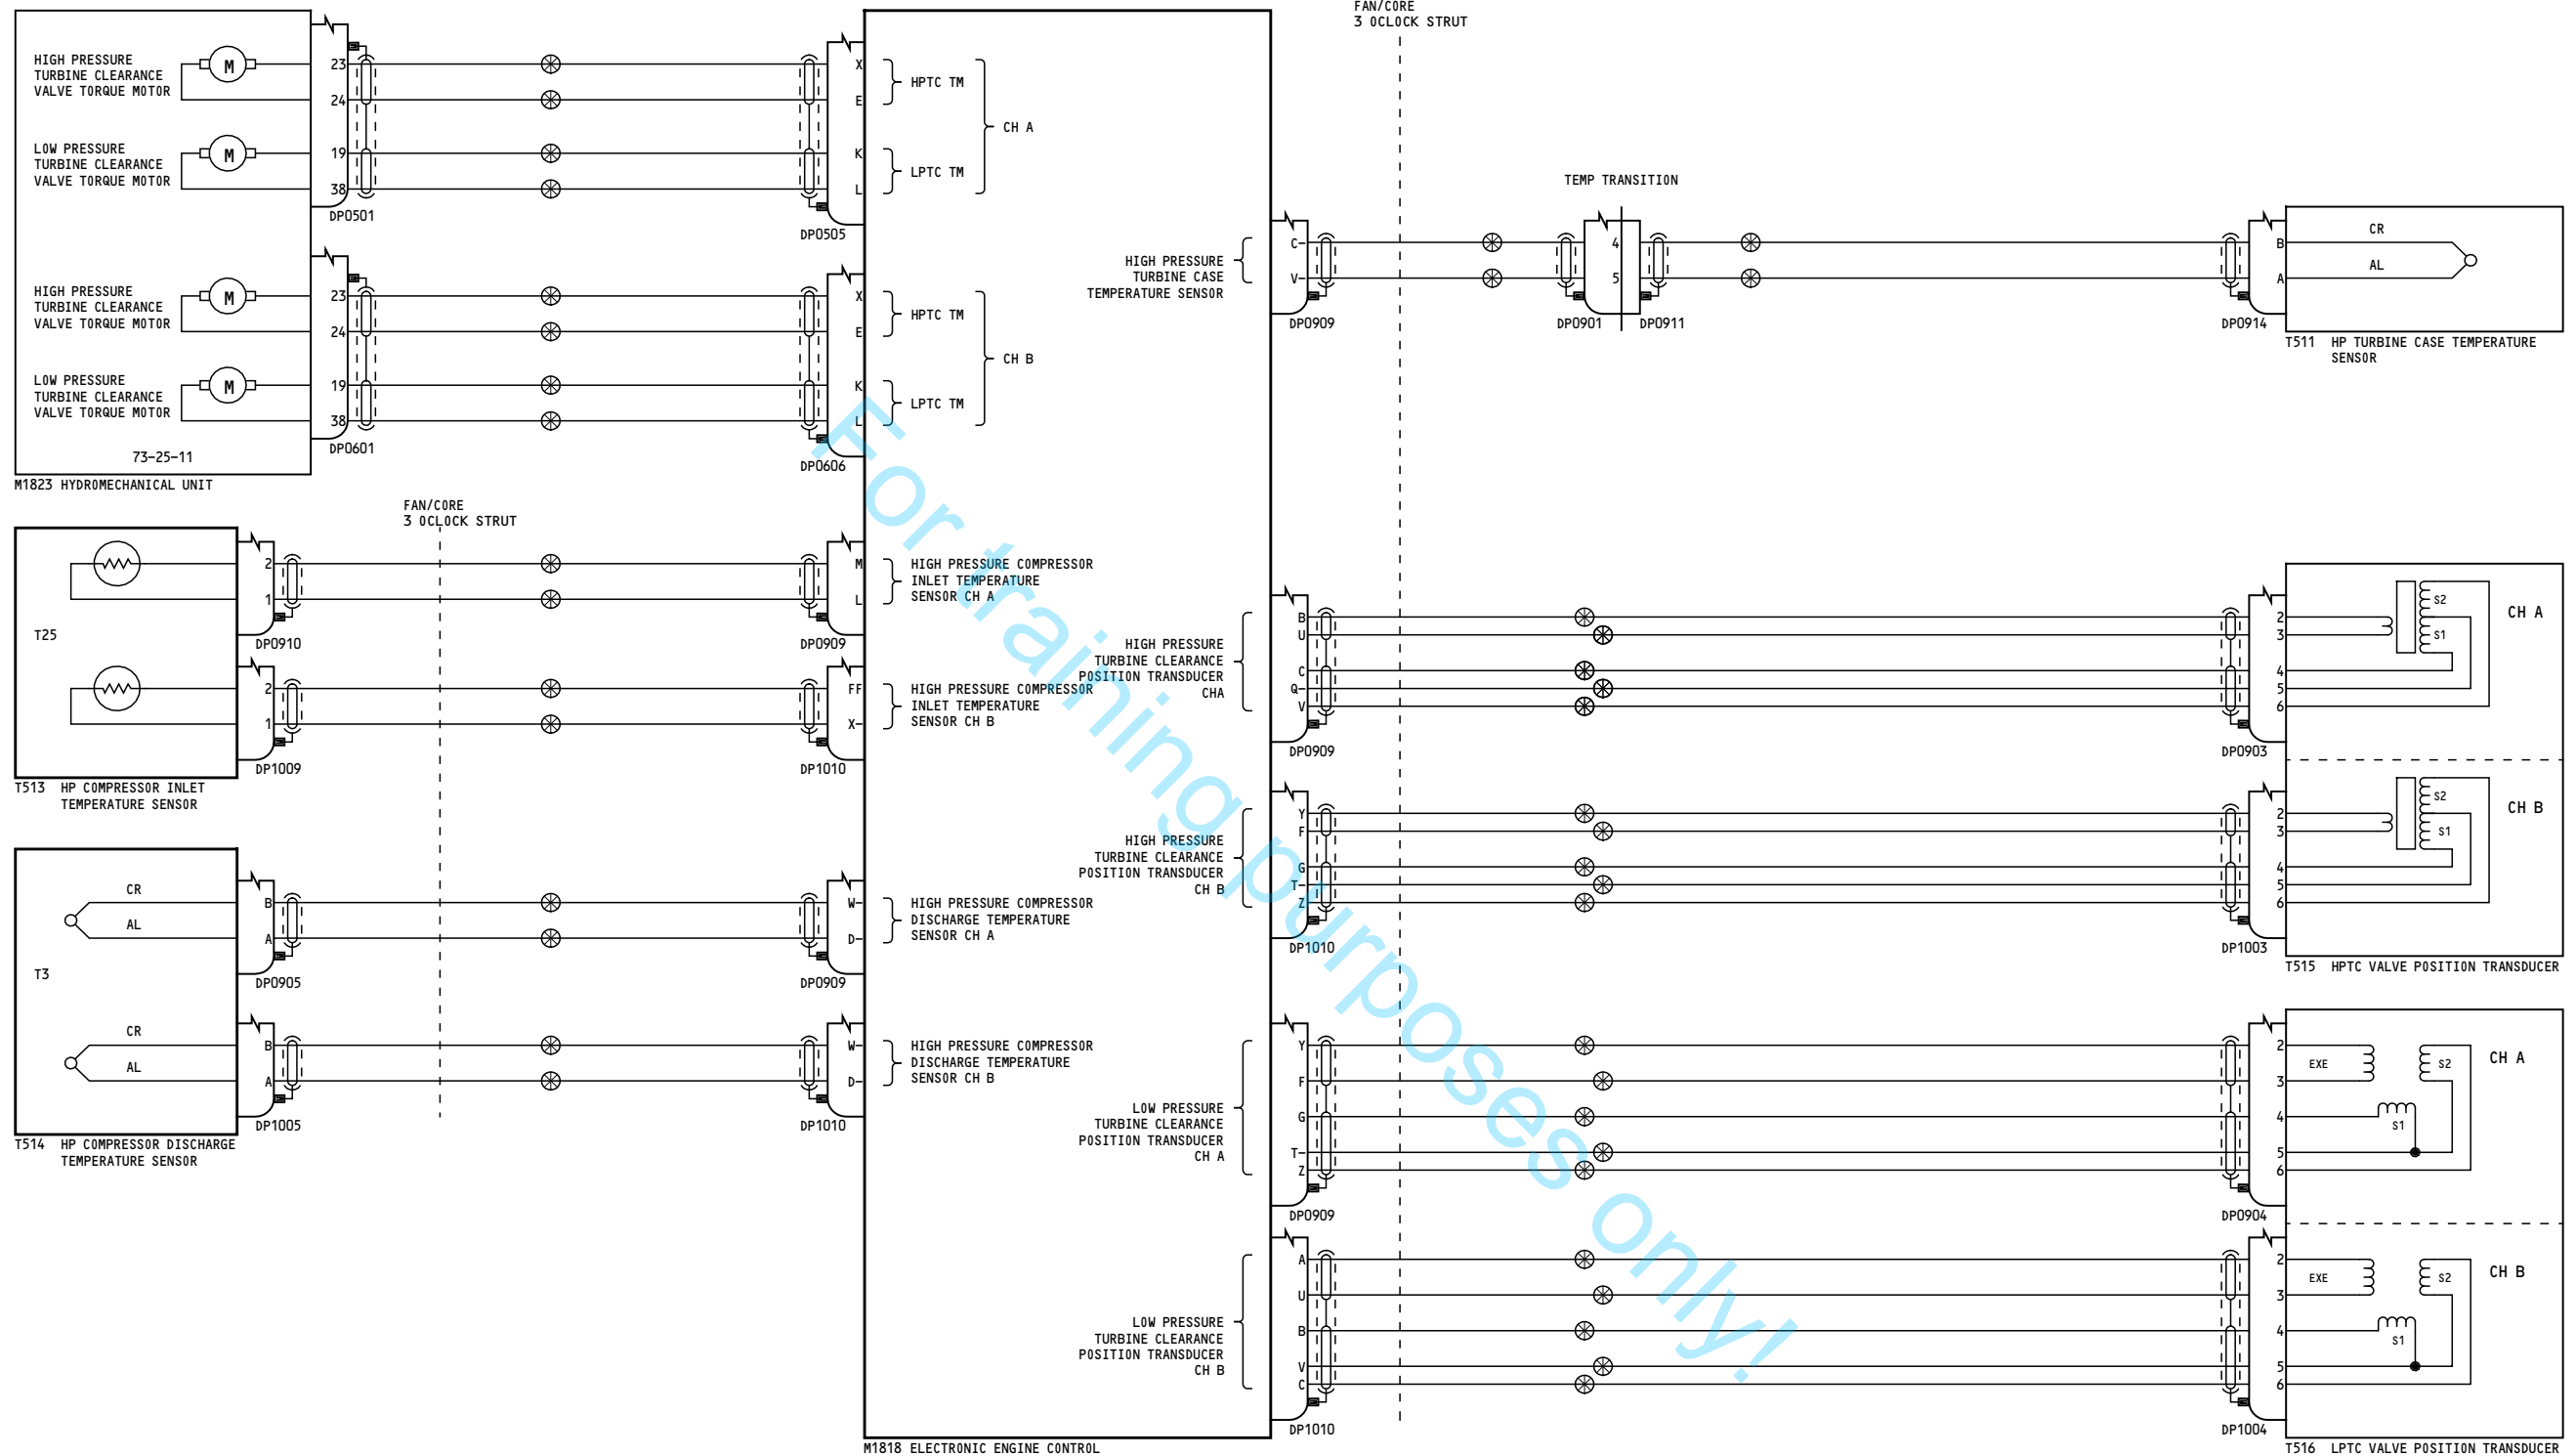 HIGH PRESSURE
TURBINE CLEARANCE
VALVE TORQUE MOTOR
M
23
24
LOW PRESSURE
TURBINE CLEARANCE
VALVE TORQUE MOTOR
M
19
38
DP0501
HIGH PRESSURE
TURBINE CLEARANCE
VALVE TORQUE MOTOR
M
23
24
LOW PRESSURE
TURBINE CLEARANCE
VALVE TORQUE MOTOR
M
19
38
DP0601
73-25-11
M1823 HYDROMECHANICAL UNIT
X
E
K
L
DP0505
HPTC TM
LPTC TM
CH A
X
E
K
L
DP0606
HPTC TM
LPTC TM
CH B
FAN/CORE
3 OCLOCK STRUT
T25
2
1
DP0910
2
1
DP1009
T513 HP COMPRESSOR INLET
TEMPERATURE SENSOR
M
L
DP0909
HIGH PRESSURE COMPRESSOR
INLET TEMPERATURE
SENSOR CH A
FF
X-
DP1010
HIGH PRESSURE COMPRESSOR
INLET TEMPERATURE
SENSOR CH B
CR
AL
B
A
DP0905
T3
CR
AL
B
A
DP1005
T514 HP COMPRESSOR DISCHARGE
TEMPERATURE SENSOR
W-
D-
DP0909
HIGH PRESSURE COMPRESSOR
DISCHARGE TEMPERATURE
SENSOR CH A
W-
D-
DP1010
HIGH PRESSURE COMPRESSOR
DISCHARGE TEMPERATURE
SENSOR CH B
M1818 ELECTRONIC ENGINE CONTROL
FAN/CORE
3 OCLOCK STRUT
HIGH PRESSURE
TURBINE CASE
TEMPERATURE SENSOR
C-
V-
DP0909
TEMP TRANSITION
4
5
DP0901
DP0911
B
A
DP0914
CR
AL
T511 HP TURBINE CASE TEMPERATURE
SENSOR
HIGH PRESSURE
TURBINE CLEARANCE
POSITION TRANSDUCER
CHA
B
U
C
Q-
V
DP0909
2
3
4
5
6
DP0903
S2
S1
CH A
HIGH PRESSURE
TURBINE CLEARANCE
POSITION TRANSDUCER
CH B
Y
F
G
T-
Z
DP1010
2
3
4
5
6
DP1003
S2
S1
CH B
T515 HPTC VALVE POSITION TRANSDUCER
LOW PRESSURE
TURBINE CLEARANCE
POSITION TRANSDUCER
CH A
Y
F
G
T-
Z
DP0909
2
3
4
5
6
DP0904
EXE
S2
S1
CH A
LOW PRESSURE
TURBINE CLEARANCE
POSITION TRANSDUCER
CH B
A
U
B
V
C
DP1010
2
3
4
5
6
DP1004
EXE
S2
S1
CH B
T516 LPTC VALVE POSITION TRANSDUCER
For training purposes only!